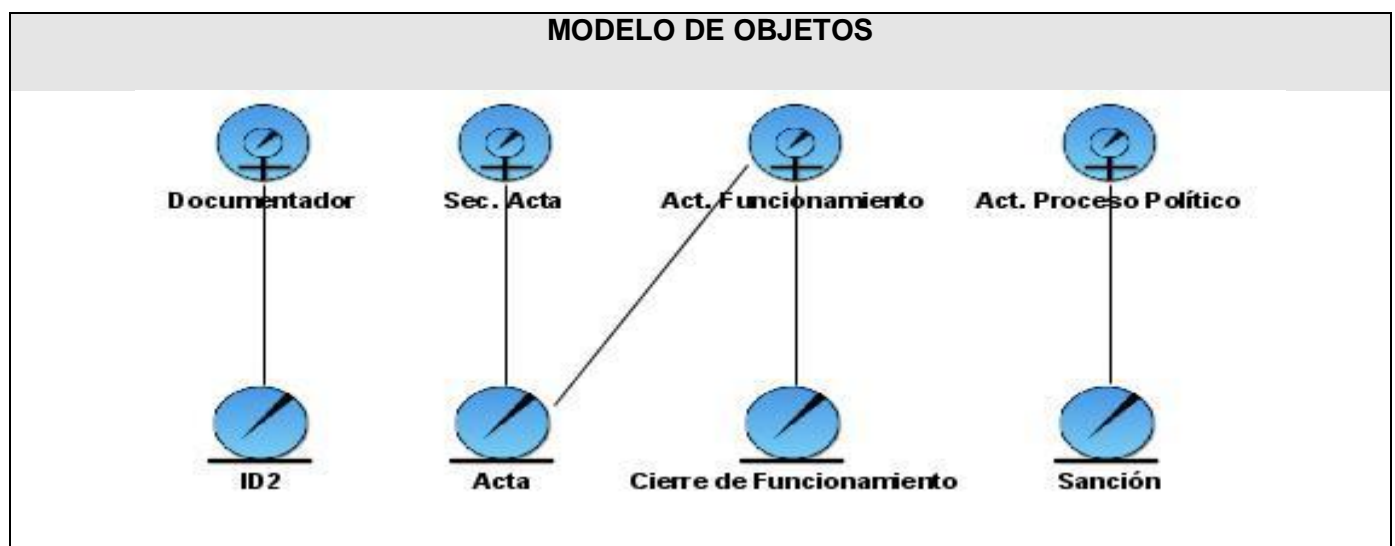 MODELO DE OBJETOS
Documentador
Sec. Acta
Act. Funcionamiento
Act. Proceso Político
ID2
Acta
Cierre de Funcionamiento
Sanción